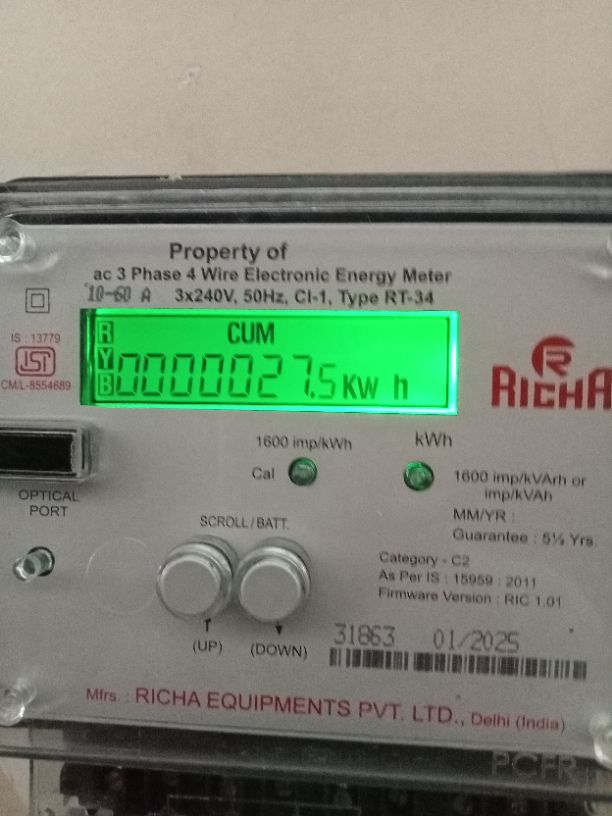 Property of
ac 3 Phase 4 Wire Electronic Energy Meter
10-60 A 3x240V, 50Hz, Cl-1, Type RT-34
IS : 13779
ISI
CM/L-8554689
R
Y
B
CUM
0000027.5 Kw h
RICHA
1600 imp/kWh
kWh
Cal
1600 imp/kVArh or
imp/kVAh
OPTICAL
PORT
MM/YR :
Guarantee : 5½ Yrs.
SCROLL/BATT.
Category - C2
As Per IS : 15959 : 2011
Firmware Version : RIC 1.01
(UP) (DOWN)
31863 01/2025
Mfrs. : RICHA EQUIPMENTS PVT. LTD., Delhi (India)